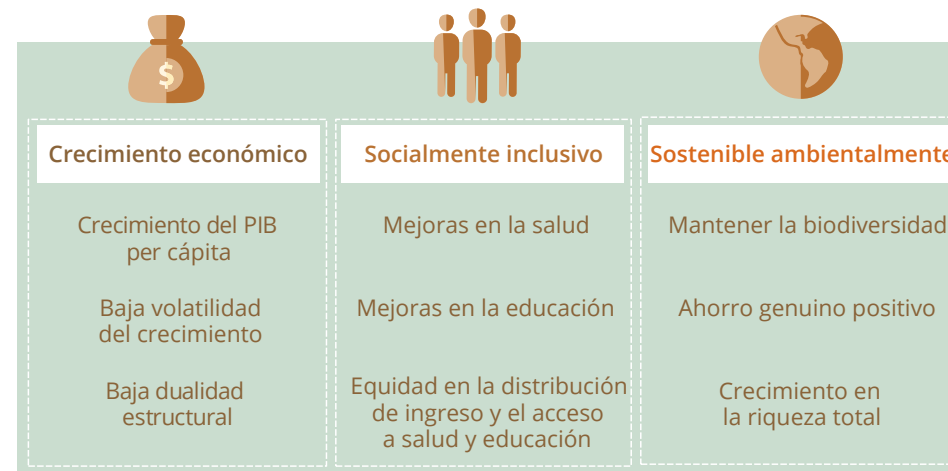 $
Crecimiento económico
Crecimiento del PIB
per cápita
Baja volatilidad
del crecimiento
Baja dualidad
estructural
Socialmente inclusivo
Mejoras en la salud
Mejoras en la educación
Equidad en la distribución
de ingreso y el acceso
a salud y educación
Sostenible ambientalmente
Mantener la biodiversidad
Ahorro genuino positivo
Crecimiento en
la riqueza total